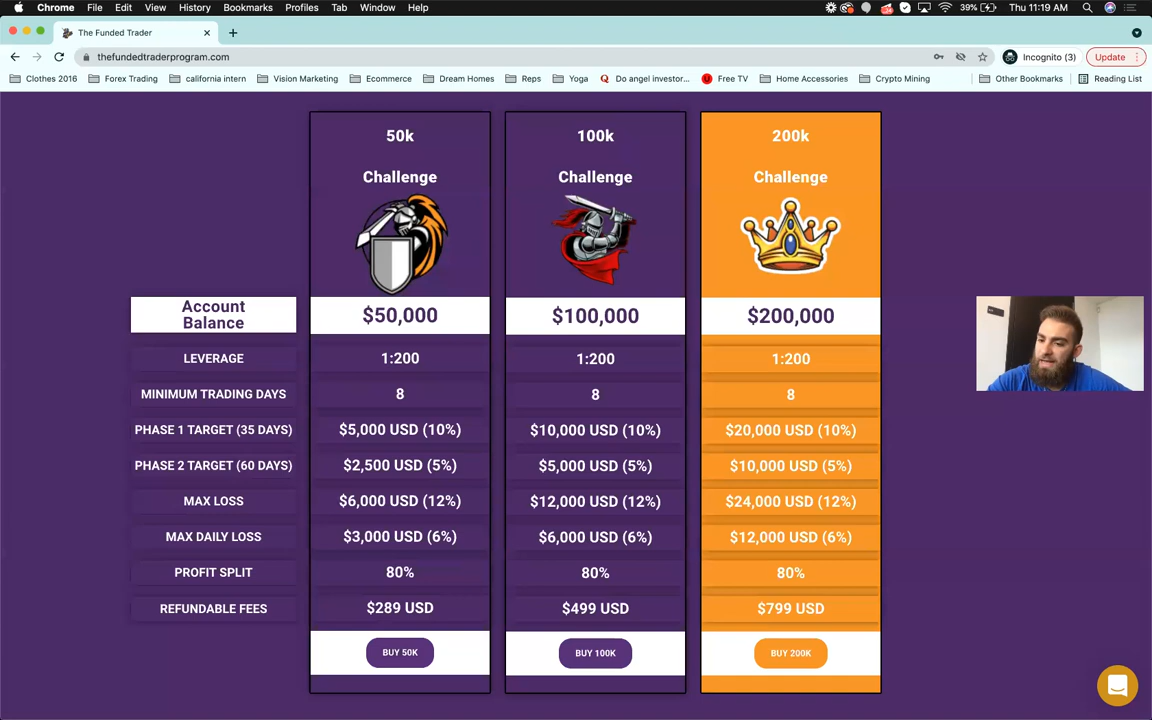 Chrome File Edit View History Bookmarks Profiles Tab Window Help 39% Thu 11:19 AM
The Funded Trader
thefundedtraderprogram.com Incognito (3) Update
Clothes 2016 Forex Trading california intern Vision Marketing Ecommerce Dream Homes Reps Yoga Do angel investor... Free TV Home Accessories Crypto Mining Other Bookmarks Reading List
50k 100k 200k
Challenge Challenge Challenge
Account
Balance
$50,000 $100,000 $200,000
LEVERAGE 1:200 1:200 1:200
MINIMUM TRADING DAYS 8 8 8
PHASE 1 TARGET (35 DAYS) $5,000 USD (10%) $10,000 USD (10%) $20,000 USD (10%)
PHASE 2 TARGET (60 DAYS) $2,500 USD (5%) $5,000 USD (5%) $10,000 USD (5%)
MAX LOSS $6,000 USD (12%) $12,000 USD (12%) $24,000 USD (12%)
MAX DAILY LOSS $3,000 USD (6%) $6,000 USD (6%) $12,000 USD (6%)
PROFIT SPLIT 80% 80% 80%
REFUNDABLE FEES $289 USD $499 USD $799 USD
BUY 50K BUY 100K BUY 200K